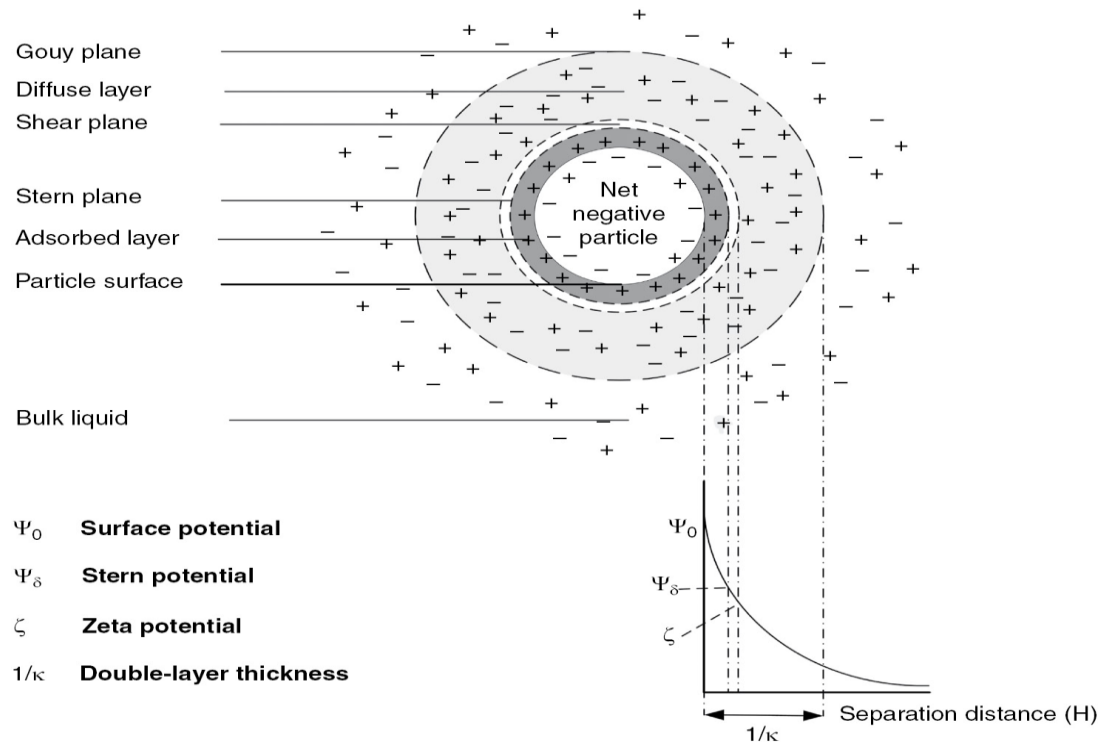 Gouy plane
Diffuse layer
Shear plane
Stern plane
Adsorbed layer
Particle surface
Bulk liquid
Net
negative
particle
Ψ₀ Surface potential
Ψδ Stern potential
ζ Zeta potential
1/κ Double-layer thickness
Ψ₀
Ψδ
ζ
Separation distance (H)
1/κ